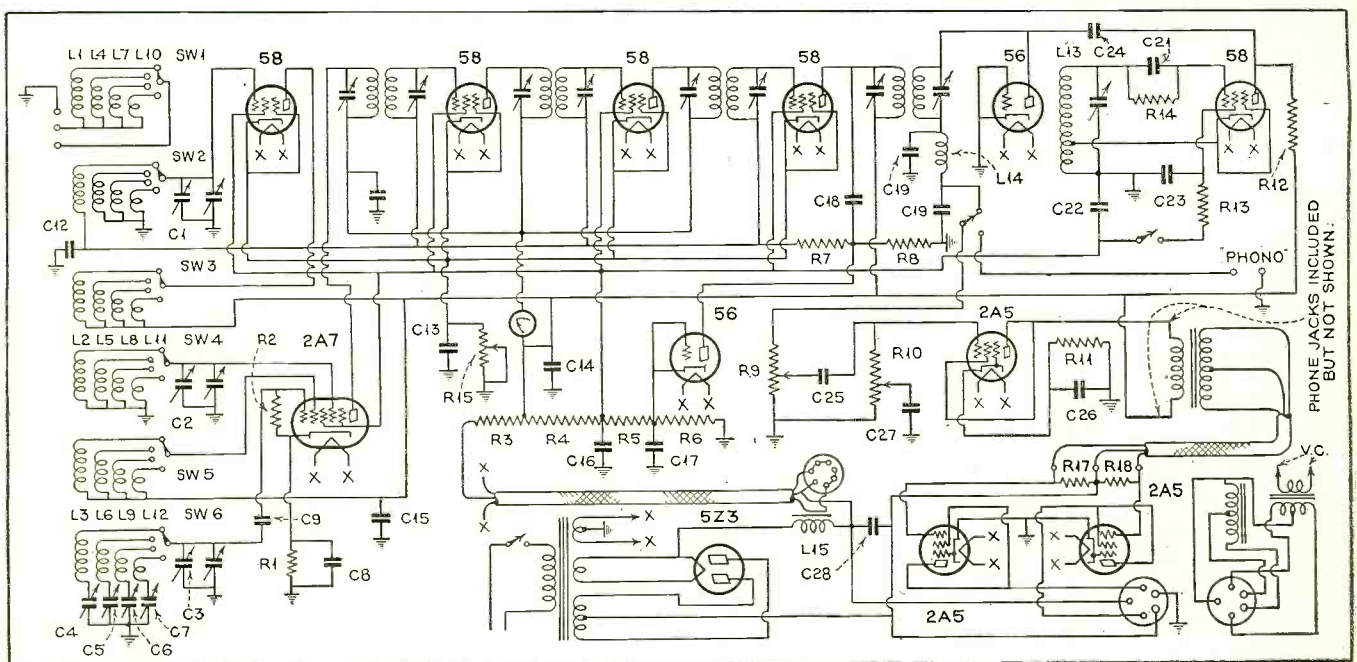 L1 L4 L7 L10 SW1
58
58
58
58
56
L13 C24 C21
58
R14
R12
SW2
C1
C12
X X
X X
X X
X X
X X
X X
C19
L14
C18
C19
C22
C23
R13
R7
R8
"PHONO"
SW3
L2 L5 L8 L11 SW4
R2
2A7
C2
X X
C13
R15
C14
56
X X
R9
C25
R10
C27
2A5
X X
R11
C26
PHONE JACKS INCLUDED
BUT NOT SHOWN.
R3 R4 R5 R6
C16
C17
SW5
L3 L6 L9 L12 SW6
C9
C15
R1
C8
C3
C4
C5
C6
C7
X
X
X
X
5Z3
L15
C28
R17 R18
2A5
X
X
X
X
2A5
V.C.